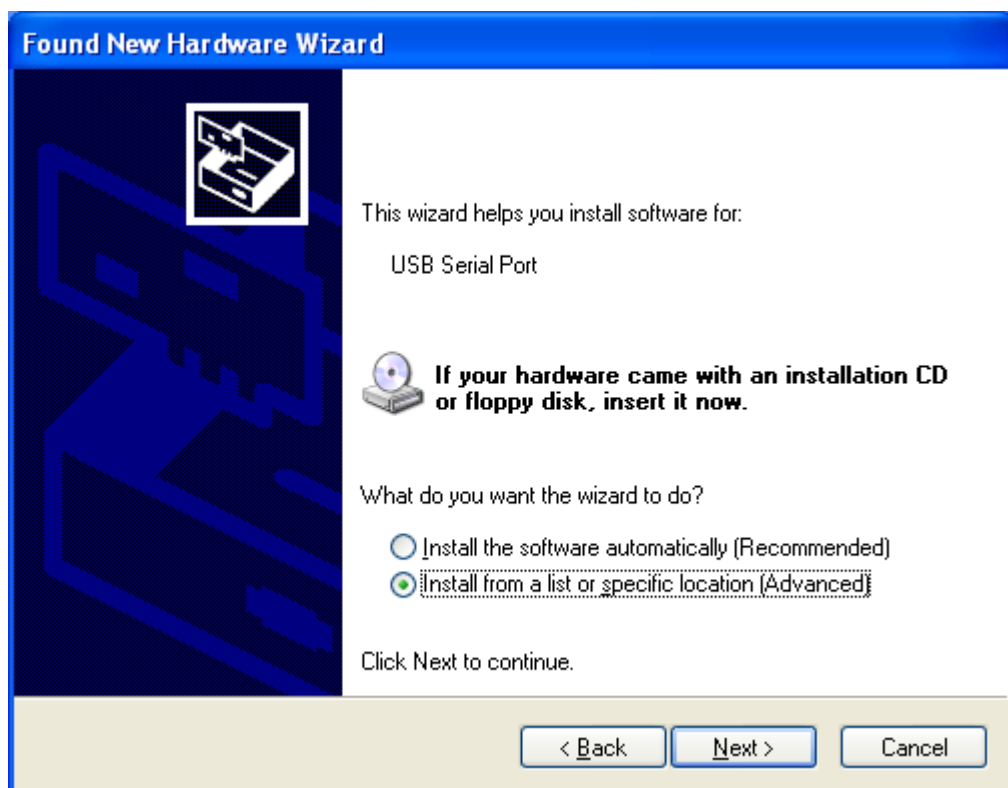 Found New Hardware Wizard
This wizard helps you install software for:
USB Serial Port
If your hardware came with an installation CD
or floppy disk, insert it now.
What do you want the wizard to do?
Install the software automatically (Recommended)
Install from a list or specific location (Advanced)
Click Next to continue.
< Back
Next >
Cancel